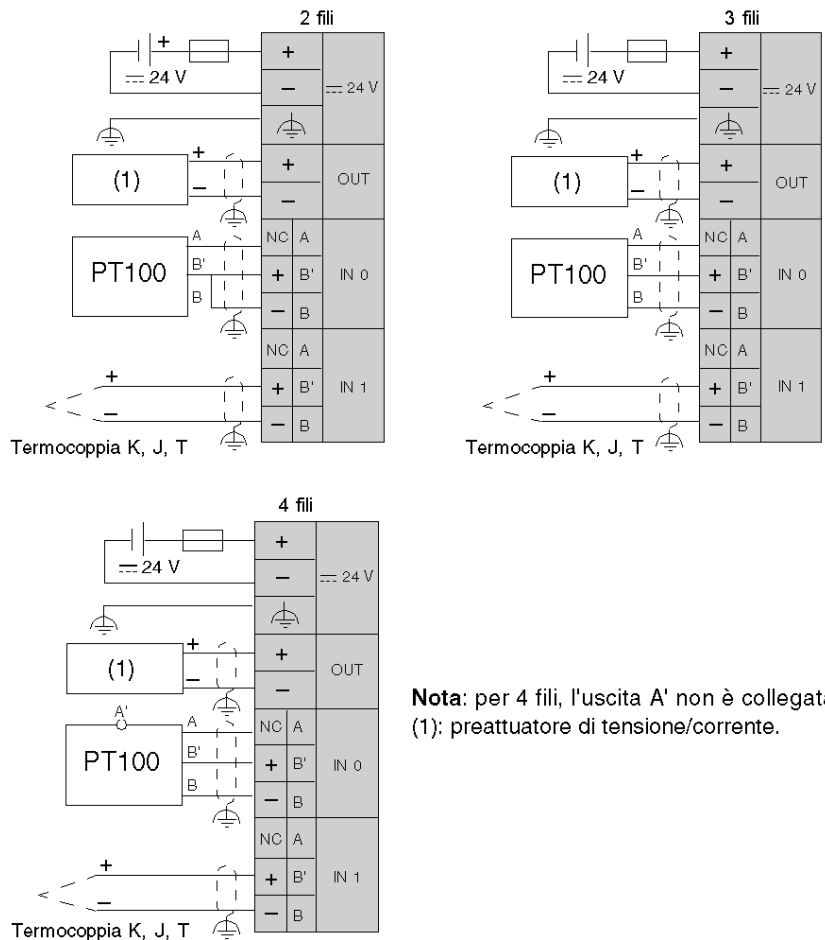 2 fili
+
+
24 V
−
24 V
(1)
+
−
+
−
OUT
PT100
A
B'
B
NC A
+ B'
− B
IN 0
NC A
+ B'
− B
IN 1
+
−
Termocoppia K, J, T
3 fili
+
24 V
−
24 V
(1)
+
−
+
−
OUT
PT100
A
B'
B
NC A
+ B'
− B
IN 0
NC A
+ B'
− B
IN 1
+
−
Termocoppia K, J, T
4 fili
+
24 V
−
24 V
(1)
+
−
+
−
OUT
A'
PT100
A
B'
B
NC A
+ B'
− B
IN 0
NC A
+ B'
− B
IN 1
+
−
Termocoppia K, J, T
Nota: per 4 fili, l'uscita A' non è collegata
(1): preattuatore di tensione/corrente.